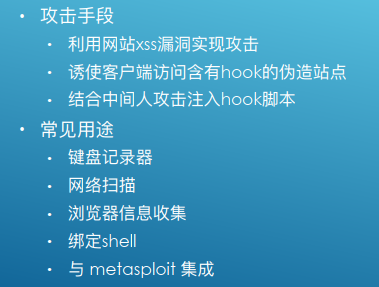 • 攻击手段
• 利用网站xss漏洞实现攻击
• 诱使客户端访问含有hook的伪造站点
• 结合中间人攻击注入hook脚本
• 常见用途
• 键盘记录器
• 网络扫描
• 浏览器信息收集
• 绑定shell
• 与 metasploit 集成